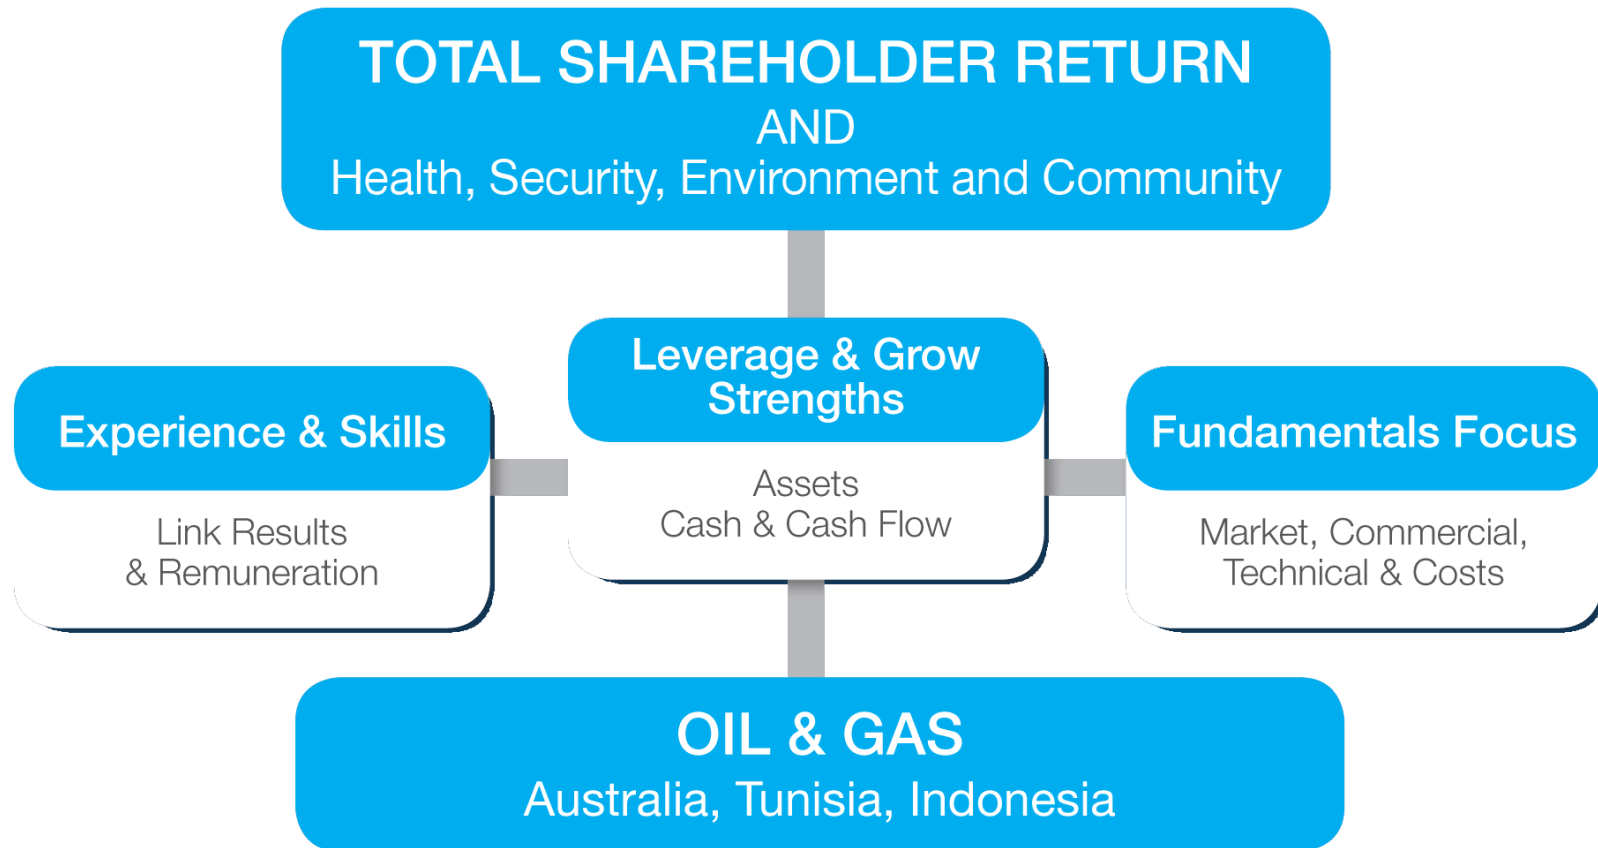 TOTAL SHAREHOLDER RETURN
AND
Health, Security, Environment and Community
Experience & Skills
Link Results
& Remuneration
Leverage & Grow
Strengths
Assets
Cash & Cash Flow
Fundamentals Focus
Market, Commercial,
Technical & Costs
OIL & GAS
Australia, Tunisia, Indonesia